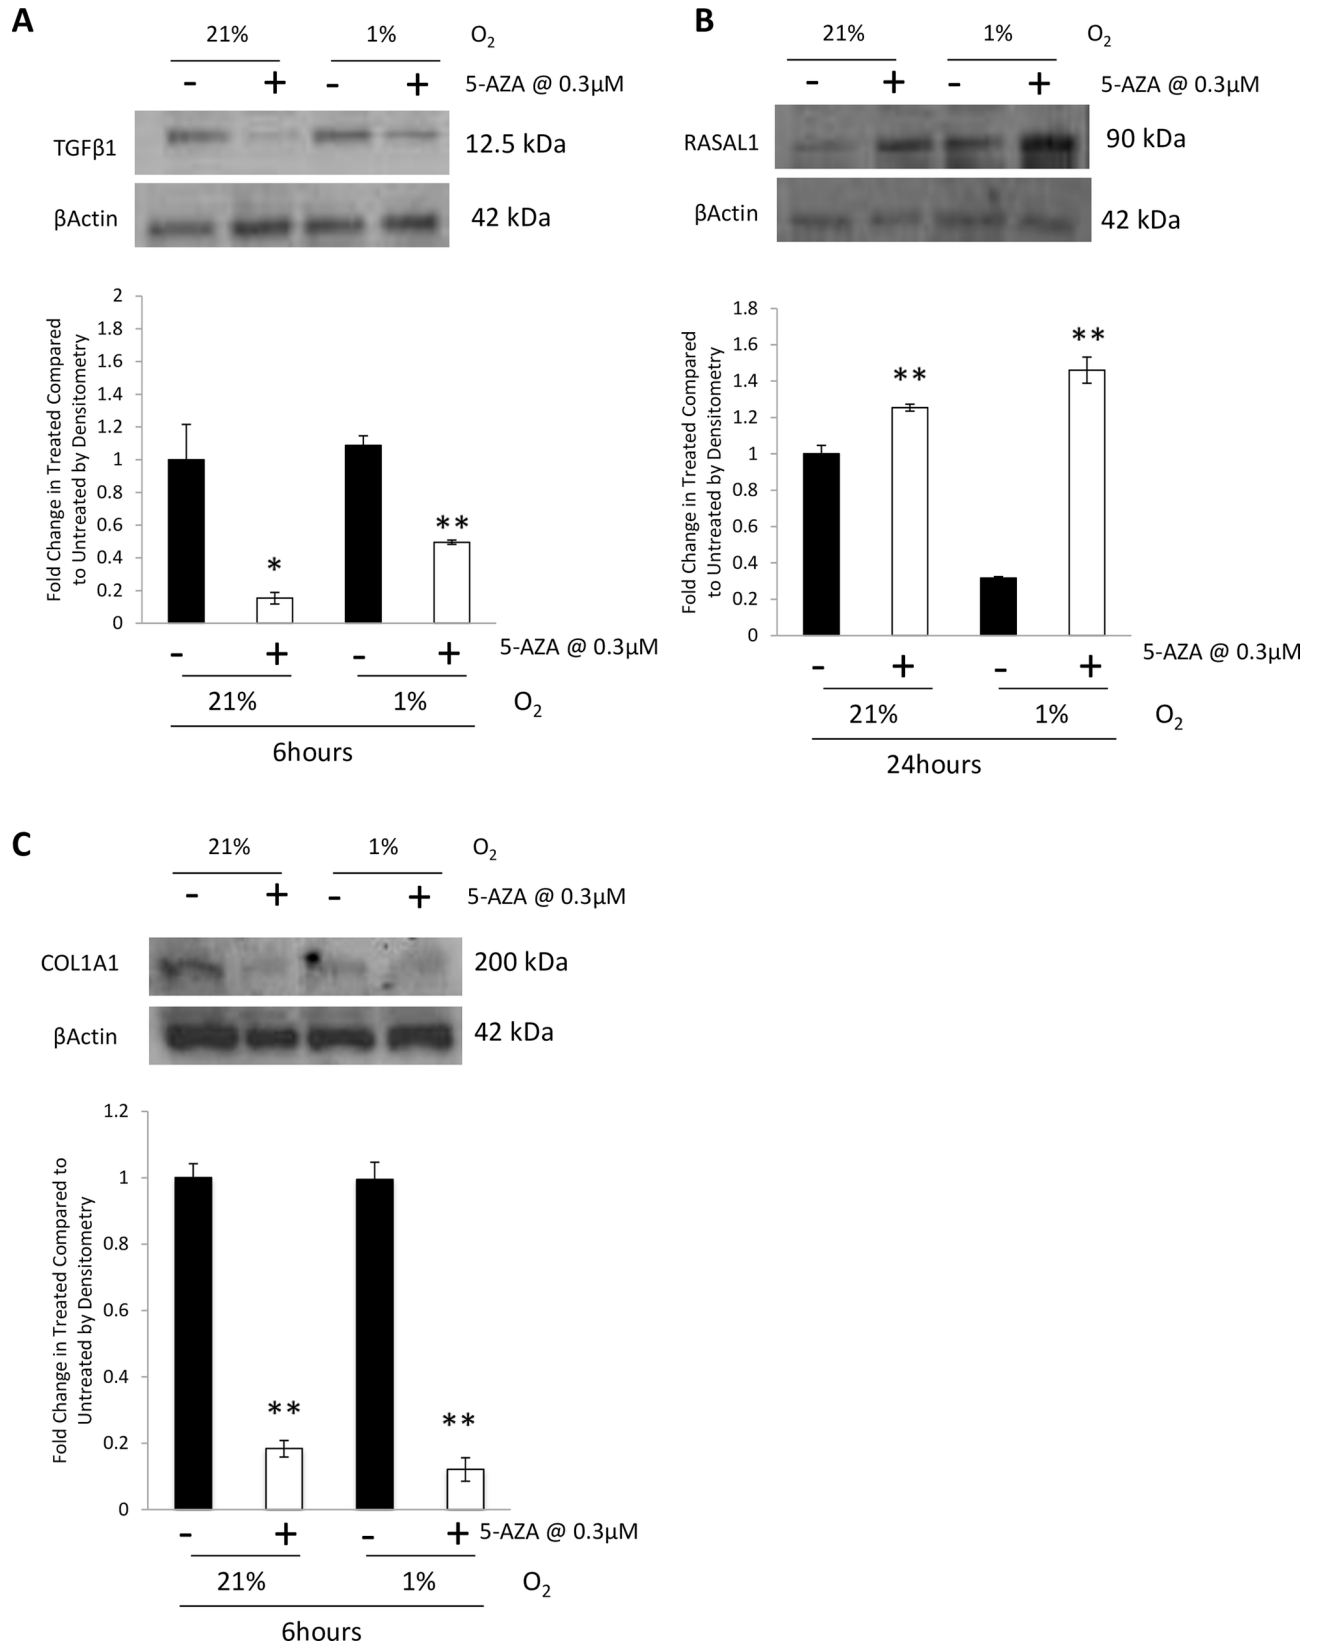 A
21% 1% O₂
- + - + 5-AZA @ 0.3µM
TGFβ1 12.5 kDa
βActin 42 kDa
Fold Change in Treated Compared
to Untreated by Densitometry
2
1.8
1.6
1.4
1.2
1
0.8
0.6
0.4
0.2
0
*
**
- + - + 5-AZA @ 0.3µM
21% 1% O₂
6hours
B
21% 1% O₂
- + - + 5-AZA @ 0.3µM
RASAL1 90 kDa
βActin 42 kDa
Fold Change in Treated Compared
to Untreated by Densitometry
1.8
1.6
1.4
1.2
1
0.8
0.6
0.4
0.2
0
**
**
- + - + 5-AZA @ 0.3µM
21% 1% O₂
24hours
C
21% 1% O₂
- + - + 5-AZA @ 0.3µM
COL1A1 200 kDa
βActin 42 kDa
Fold Change in Treated Compared to
Untreated by Densitometry
1.2
1
0.8
0.6
0.4
0.2
0
**
**
- + - + 5-AZA @ 0.3µM
21% 1% O₂
6hours